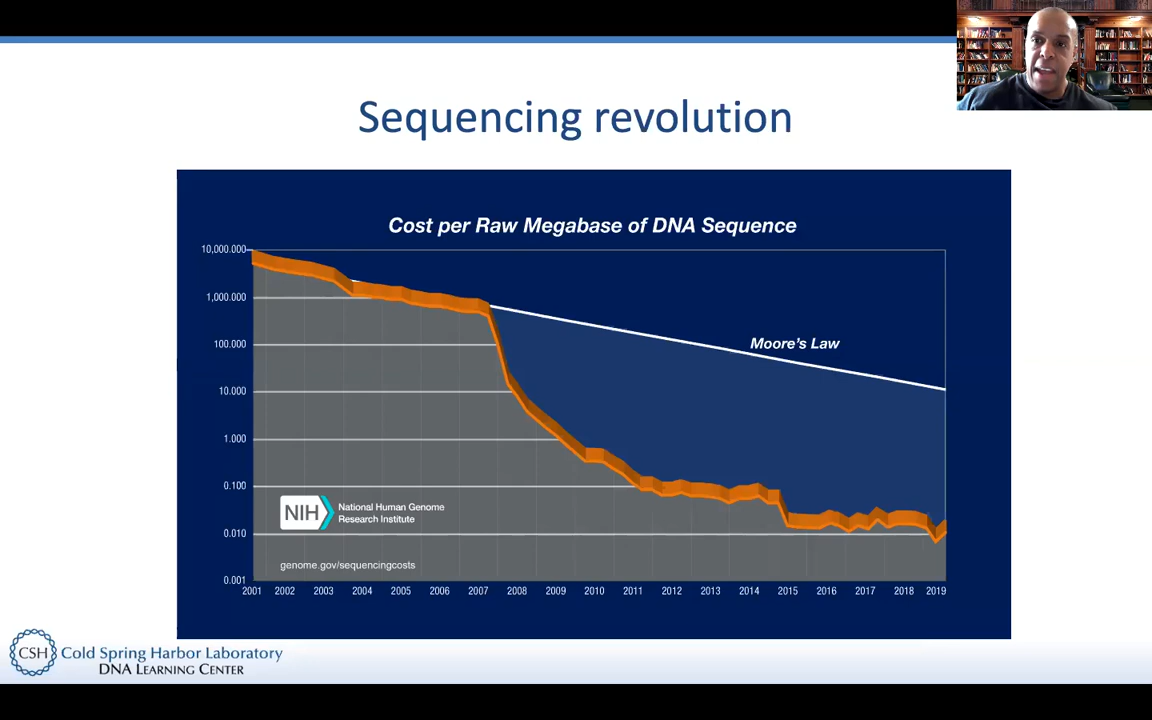 Sequencing revolution
Cost per Raw Megabase of DNA Sequence
10,000.000
1,000.000
100.000
10.000
1.000
0.100
0.010
0.001
Moore's Law
NIH
National Human Genome
Research Institute
genome.gov/sequencingcosts
2001 2002 2003 2004 2005 2006 2007 2008 2009 2010 2011 2012 2013 2014 2015 2016 2017 2018 2019
CSH
Cold Spring Harbor Laboratory
DNA LEARNING CENTER